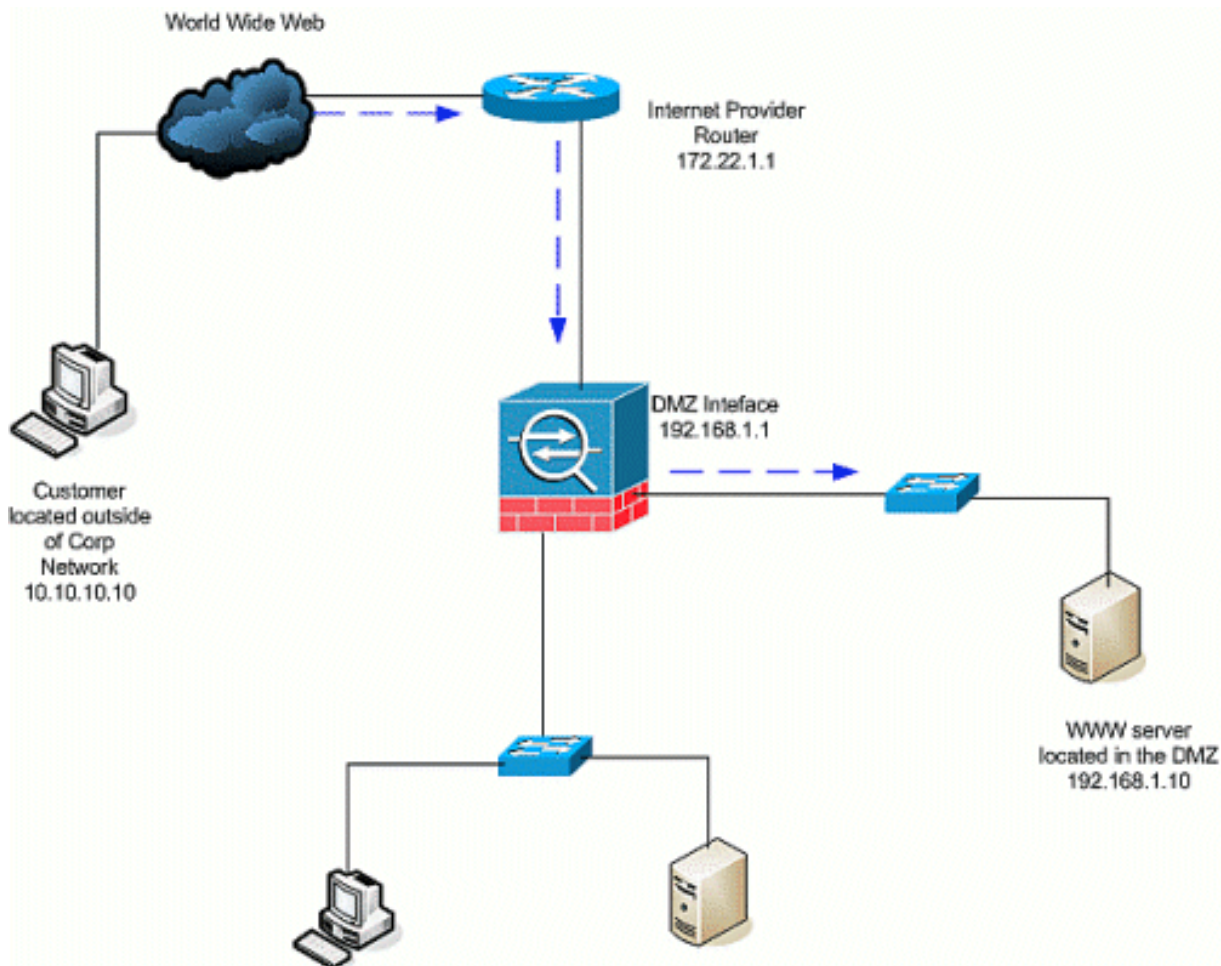 World Wide Web
Internet Provider
Router
172.22.1.1
DMZ Inteface
192.168.1.1
Customer
located outside
of Corp
Network
10.10.10.10
WWW server
located in the DMZ
192.168.1.10